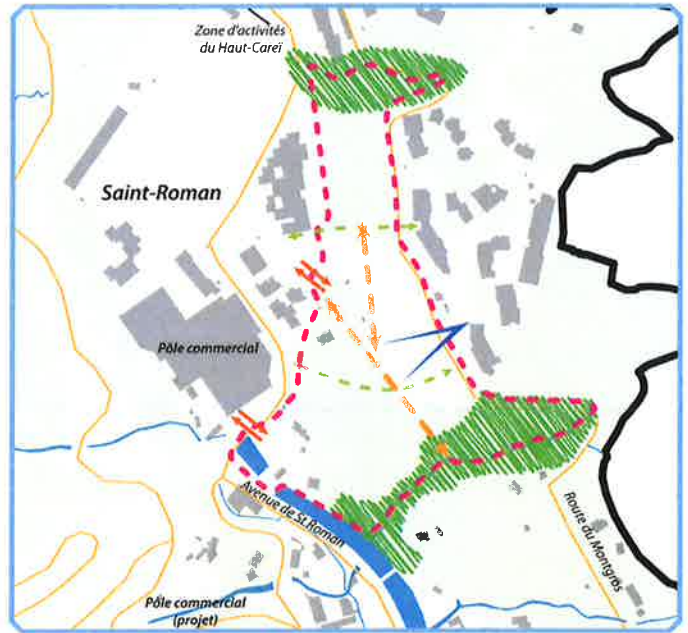 Zone d'activités
du Haut-Careï
Saint-Roman
Pôle commercial
Avenue de St Roman
Route du Montgros
Pôle commercial
(projet)